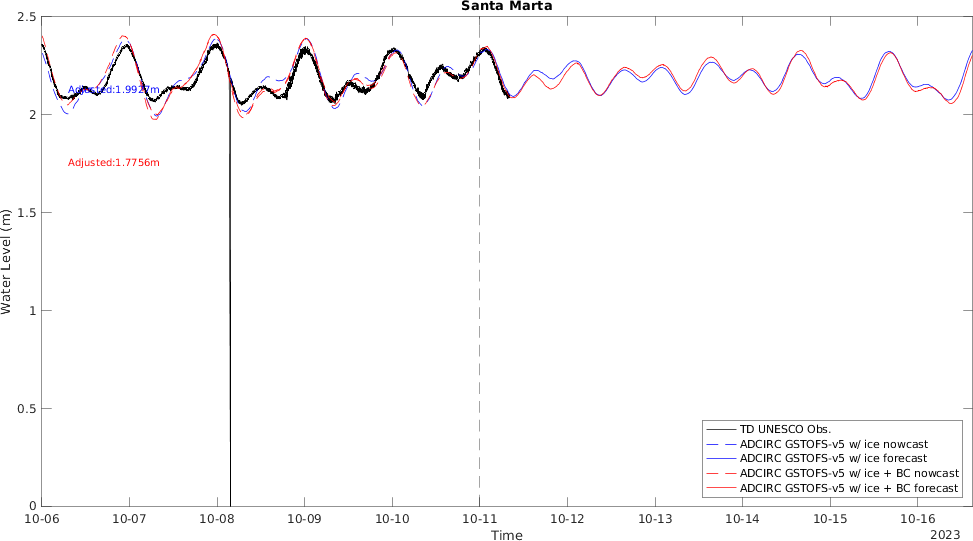 Santa Marta
2.5
2
1.5
1
0.5
0
Water Level (m)
Adjusted:1.9927m
Adjusted:1.7756m
TD UNESCO Obs.
ADCIRC GSTOFS-v5 w/ ice nowcast
ADCIRC GSTOFS-v5 w/ ice forecast
ADCIRC GSTOFS-v5 w/ ice + BC nowcast
ADCIRC GSTOFS-v5 w/ ice + BC forecast
10-06 10-07 10-08 10-09 10-10 10-11 10-12 10-13 10-14 10-15 10-16
Time
2023